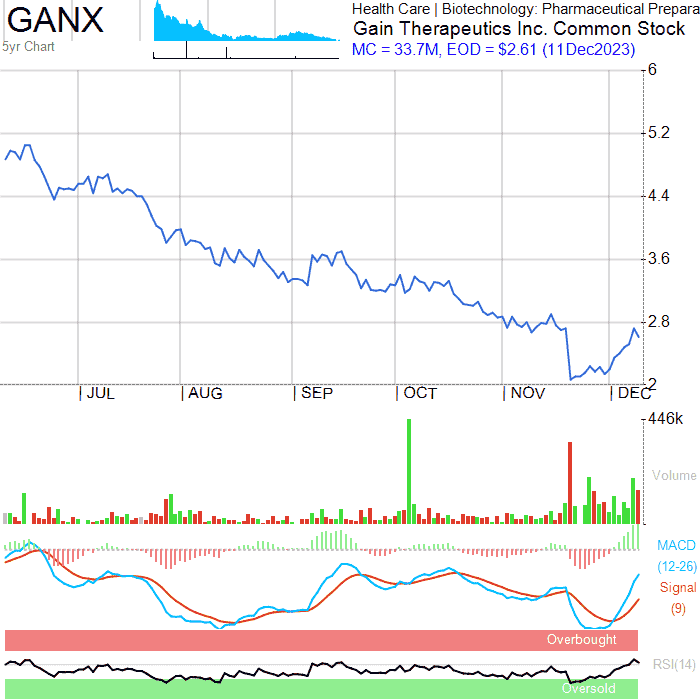 GANX
5yr Chart
Health Care | Biotechnology: Pharmaceutical Prepara
Gain Therapeutics Inc. Common Stock
MC = 33.7M, EOD = $2.61 (11Dec2023)
6
5.2
4.4
3.6
2.8
2
| JUL | AUG | SEP | OCT | NOV | DEC
446k
Volume
MACD
(12-26)
Signal
(9)
Overbought
RSI(14)
Oversold